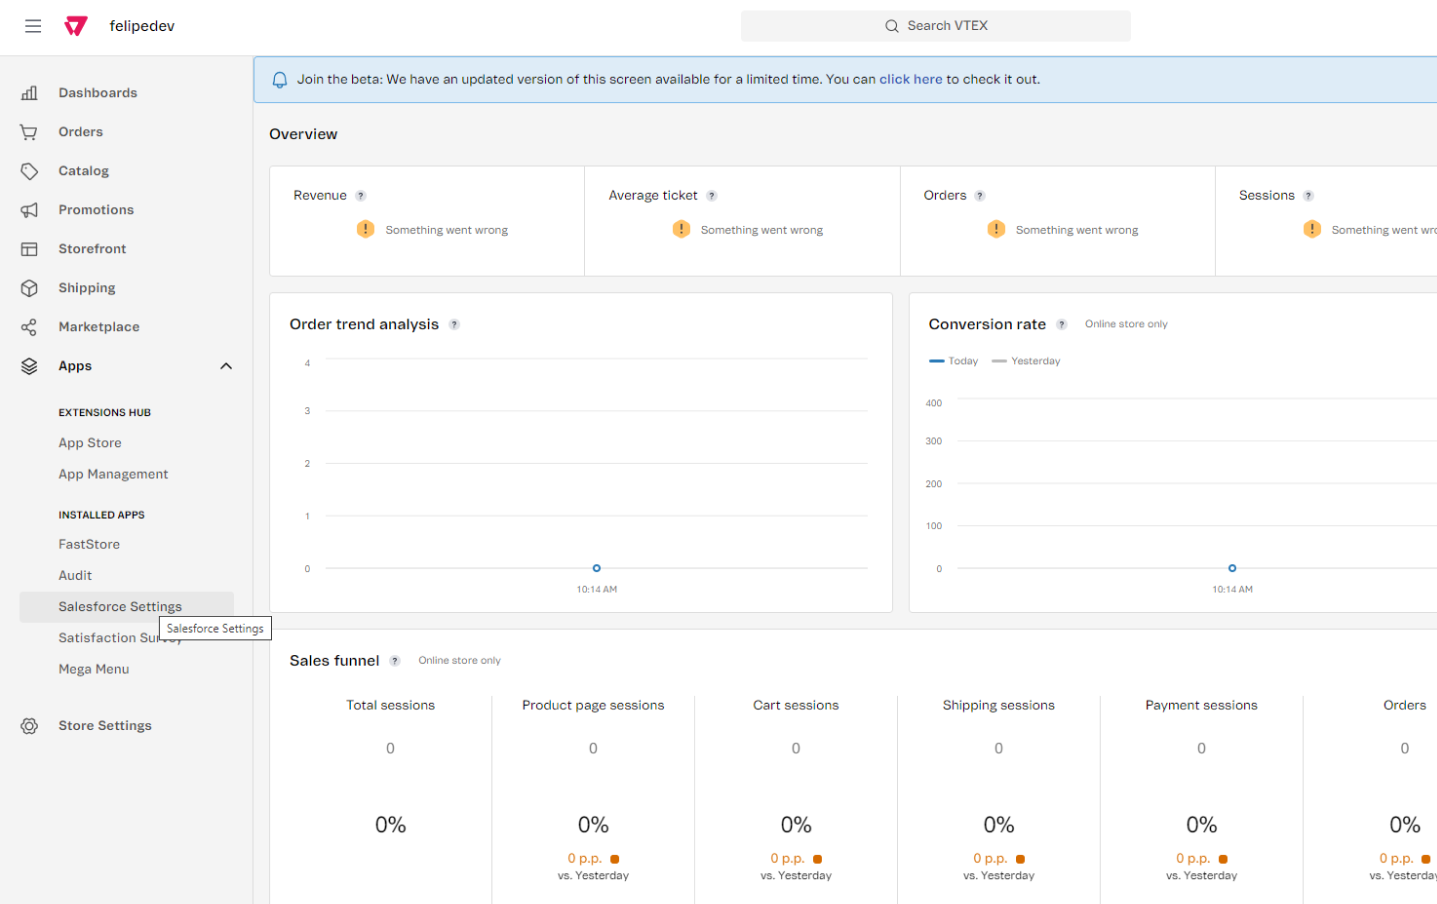 felipedev
Search VTEX
Dashboards
Orders
Catalog
Promotions
Storefront
Shipping
Marketplace
Apps
EXTENSIONS HUB
App Store
App Management
INSTALLED APPS
FastStore
Audit
Salesforce Settings
Salesforce Settings
Satisfaction
Mega Menu
Store Settings
Join the beta: We have an updated version of this screen available for a limited time. You can click here to check it out.
Overview
Revenue ?
! Something went wrong
Average ticket ?
! Something went wrong
Orders ?
! Something went wrong
Sessions ?
! Something went
Order trend analysis ?
4
3
2
1
0
10:14 AM
Conversion rate ? Online store only
Today Yesterday
400
300
200
100
0
10:14 AM
Sales funnel ? Online store only
Total sessions
0
0%
Product page sessions
0
0%
0 p.p.
vs. Yesterday
Cart sessions
0
0%
0 p.p.
vs. Yesterday
Shipping sessions
0
0%
0 p.p.
vs. Yesterday
Payment sessions
0
0%
0 p.p.
vs. Yesterday
Orders
0
0%
0 p.p.
vs.